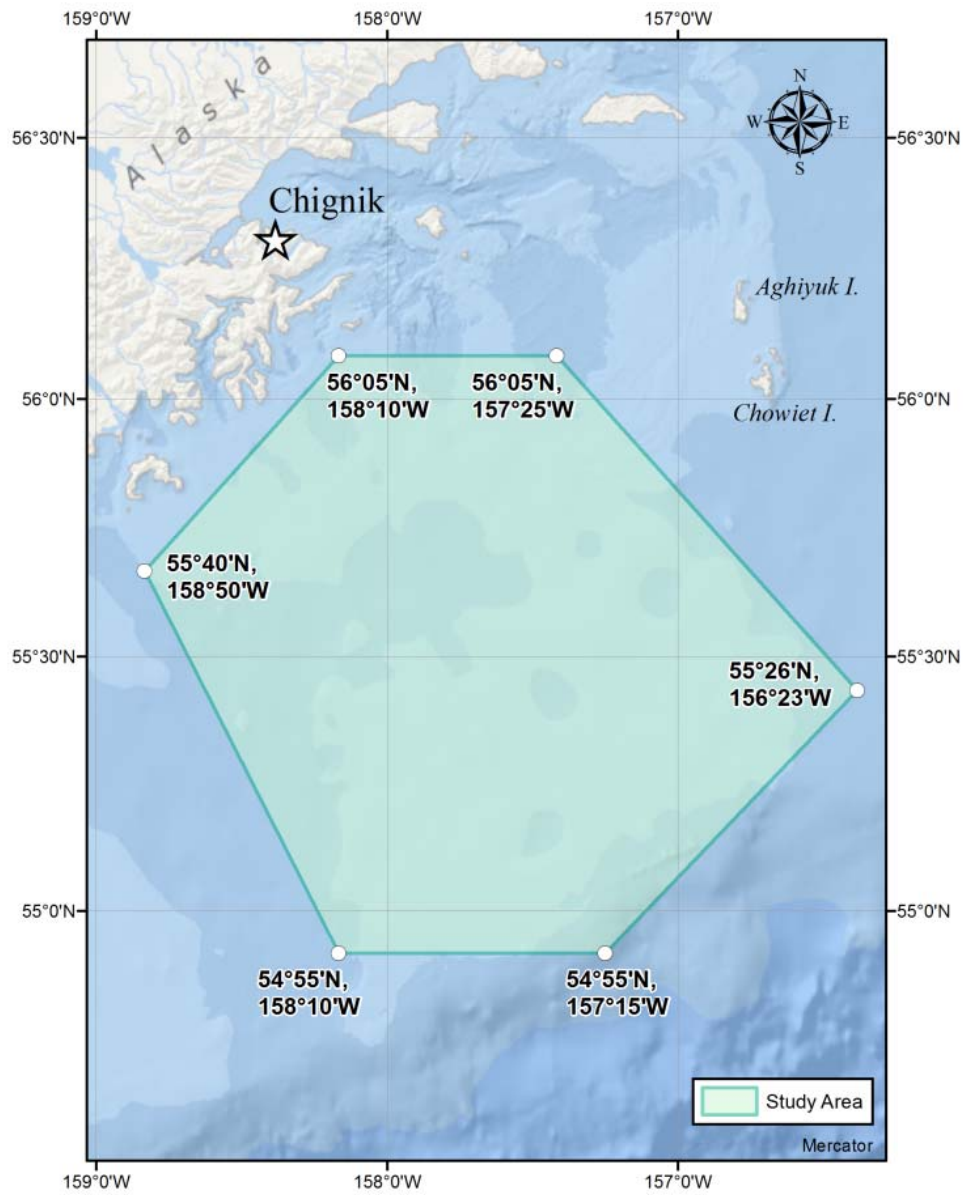 159°0'W
158°0'W
157°0'W
Alaska
N
W
E
S
56°30'N
56°30'N
Chignik
Aghiyuk I.
56°05'N,
158°10'W
56°05'N,
157°25'W
56°0'N
56°0'N
Chowiet I.
55°40'N,
158°50'W
55°30'N
55°30'N
55°26'N,
156°23'W
55°0'N
55°0'N
54°55'N,
158°10'W
54°55'N,
157°15'W
Study Area
Mercator
159°0'W
158°0'W
157°0'W